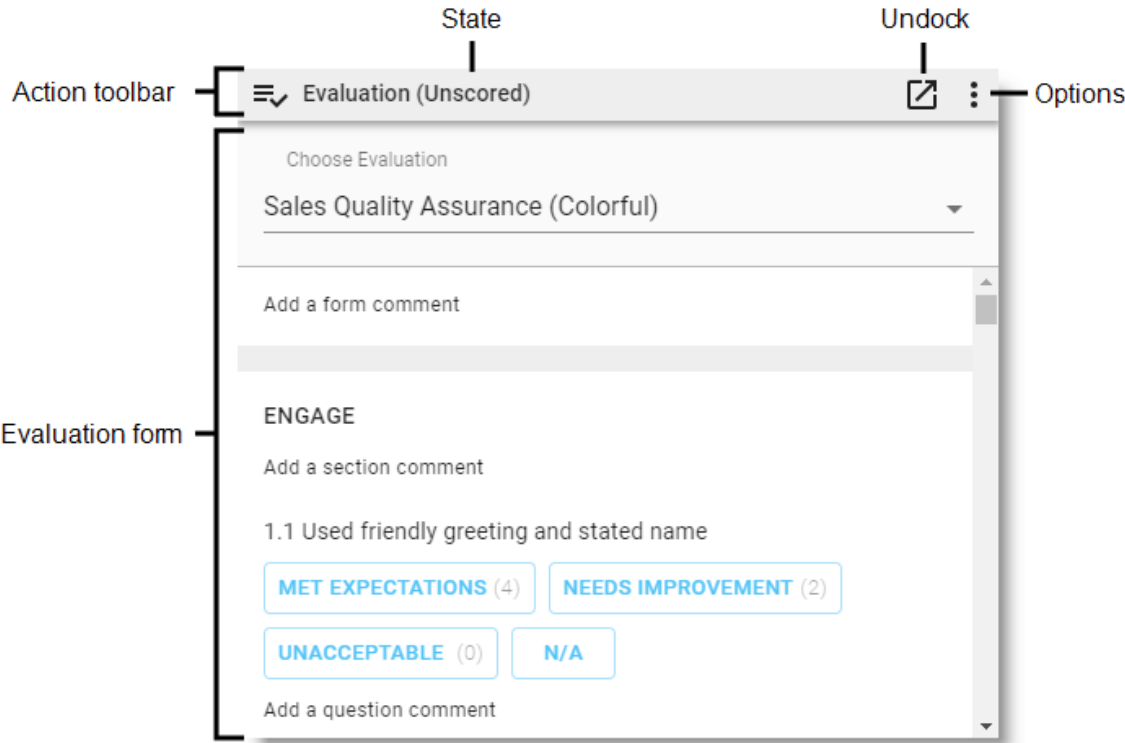 State
Undock
Action toolbar
Evaluation (Unscored)
Options
Choose Evaluation
Sales Quality Assurance (Colorful)
Add a form comment
Evaluation form
ENGAGE
Add a section comment
1.1 Used friendly greeting and stated name
MET EXPECTATIONS (4) NEEDS IMPROVEMENT (2)
UNACCEPTABLE (0) N/A
Add a question comment